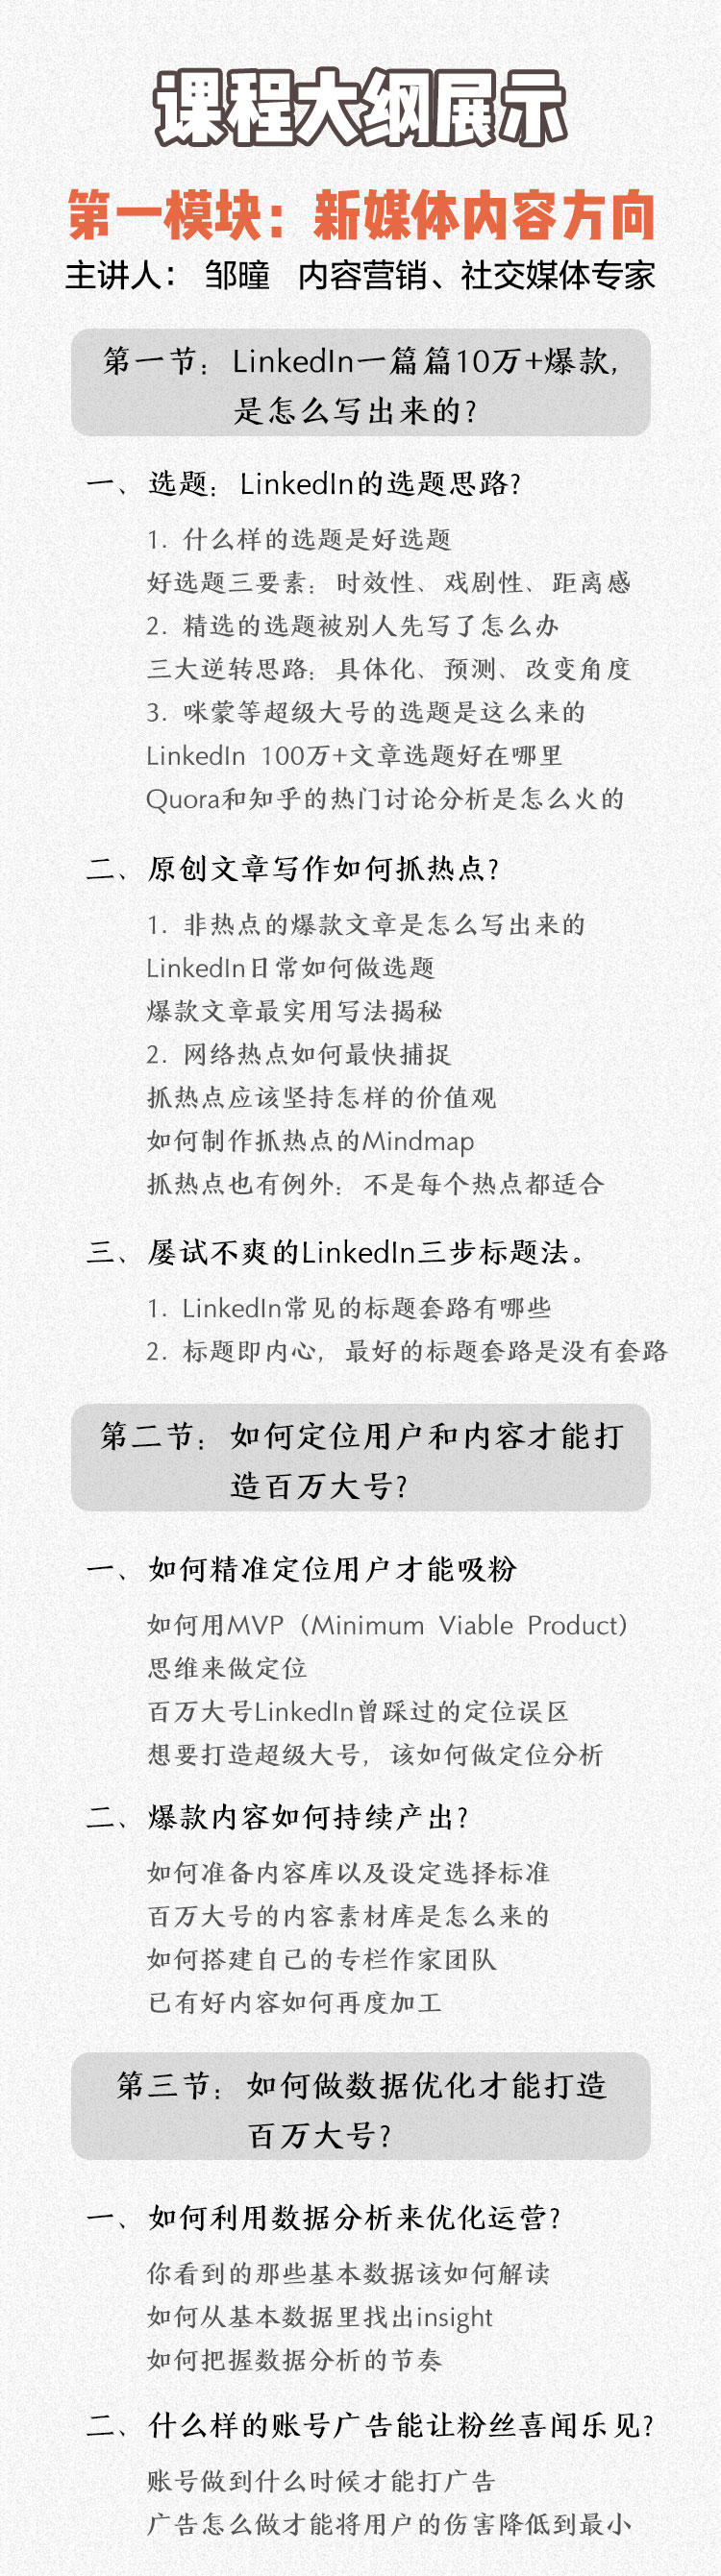 课程大纲展示
第一模块：新媒体内容方向
主讲人： 邹曈 内容营销、社交媒体专家
第一节：LinkedIn一篇篇10万+爆款，
是怎么写出来的?
一、选题：LinkedIn的选题思路?
1. 什么样的选题是好选题
好选题三要素：时效性、戏剧性、距离感
2. 精选的选题被别人先写了怎么办
三大逆转思路：具体化、预测、改变角度
3. 咪蒙等超级大号的选题是这么来的
LinkedIn 100万+文章选题好在哪里
Quora和知乎的热门讨论分析是怎么火的
二、原创文章写作如何抓热点?
1. 非热点的爆款文章是怎么写出来的
LinkedIn日常如何做选题
爆款文章最实用写法揭秘
2. 网络热点如何最快捕捉
抓热点应该坚持怎样的价值观
如何制作抓热点的Mindmap
抓热点也有例外：不是每个热点都适合
三、屡试不爽的LinkedIn三步标题法。
1. LinkedIn常见的标题套路有哪些
2. 标题即内心，最好的标题套路是没有套路
第二节：如何定位用户和内容才能打
造百万大号?
一、如何精准定位用户才能吸粉
如何用MVP（Minimum Viable Product）
思维来做定位
百万大号LinkedIn曾踩过的定位误区
想要打造超级大号，该如何做定位分析
二、爆款内容如何持续产出?
如何准备内容库以及设定选择标准
百万大号的内容素材库是怎么来的
如何搭建自己的专栏作家团队
已有好内容如何再度加工
第三节：如何做数据优化才能打造
百万大号?
一、如何利用数据分析来优化运营?
你看到的那些基本数据该如何解读
如何从基本数据里找出insight
如何把握数据分析的节奏
二、什么样的账号广告能让粉丝喜闻乐见?
账号做到什么时候才能打广告
广告怎么做才能将用户的伤害降低到最小